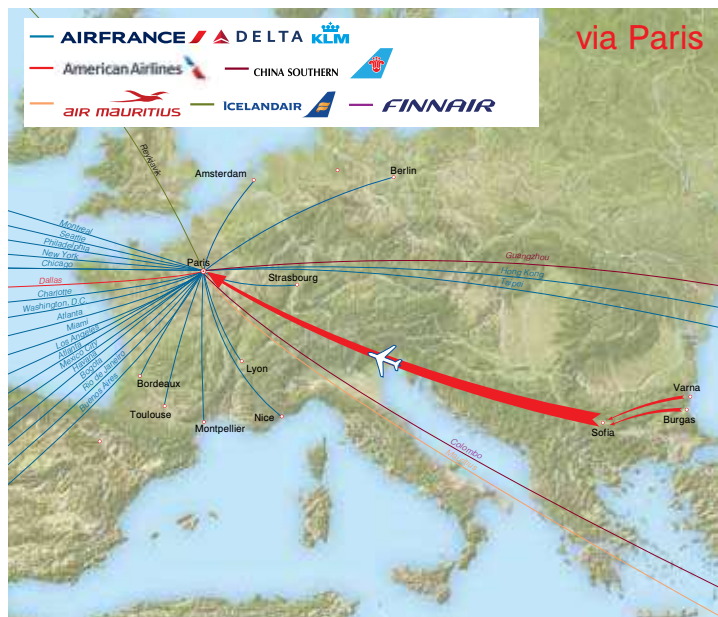 via Paris
AIRFRANCE DELTA KLM
American Airlines CHINA SOUTHERN
AIR MAURITIUS ICELANDAIR FINNAIR
Reykjavik
Amsterdam
Berlin
Montreal
Seattle
Philadelphia
New York
Chicago
Paris
Guangzhou
Hong Kong
Taipei
Strasbourg
Dallas
Charlotte
Washington, D.C.
Atlanta
Miami
Los Angeles
Atlanta
Mexico City
Havana
Bogota
Rio de Janeiro
Buenos Aires
Lyon
Bordeaux
Toulouse
Montpellier
Nice
Varna
Burgas
Sofia
Colombo